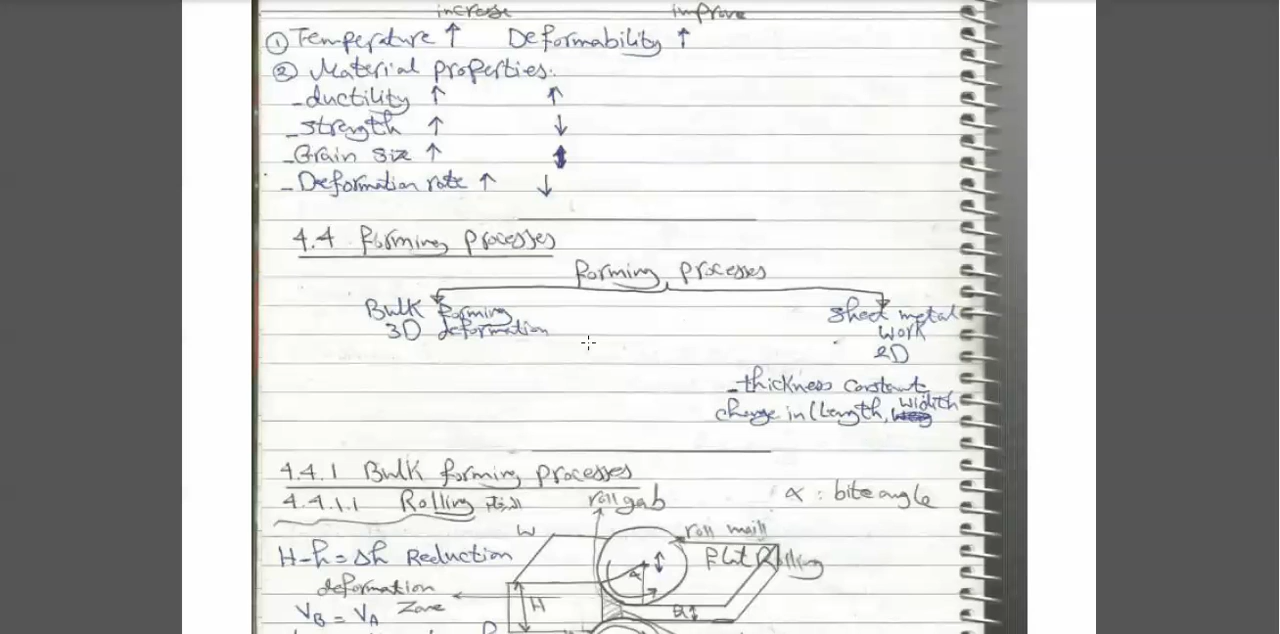 increase improve
① Temperature ↑ Deformability ↑
② Material properties.
- ductility ↑ ↑
- strength ↑ ↓
- Grain size ↑
- Deformation rate ↑ ↓
4.4 forming processes
forming processes
Bulk forming
3D deformation
sheet metal
work
2D
- thickness constant
change in (Length, width
4.4.1 Bulk forming processes
4.4.1.1 Rolling
roll gab
α : bite angle
W
roll maill
H-h = Δh Reduction
Flat Rolling
α
deformation
Zone
H
V_B = V_A